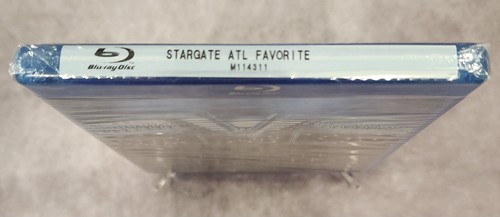 STARGATE ATL FAVORITE
Blu-ray Disc
M114311